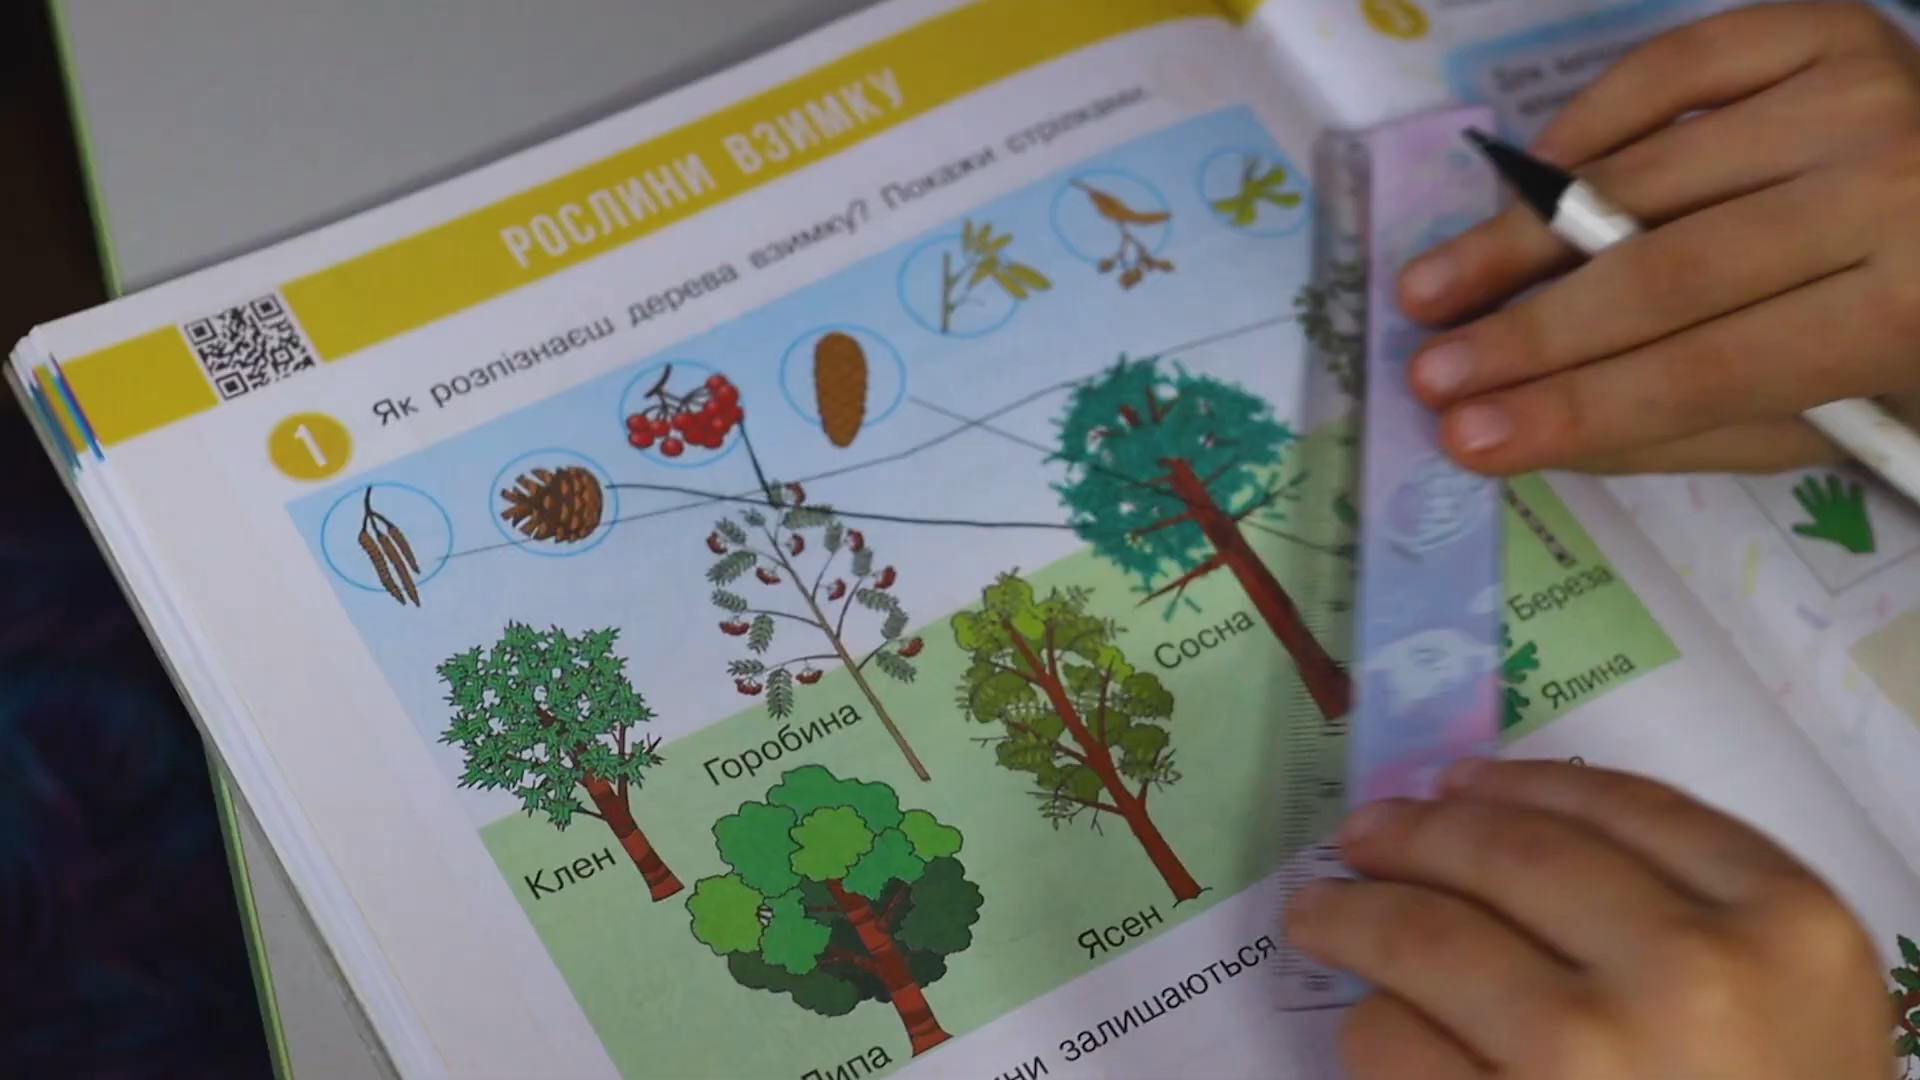 РОСЛИНИ ВЗИМКУ
1 Як розпізнаєш дерева взимку? Покажи стрілками.
Береза
Сосна
Ялина
Горобина
Клен
Ясен
Липа
залишаються